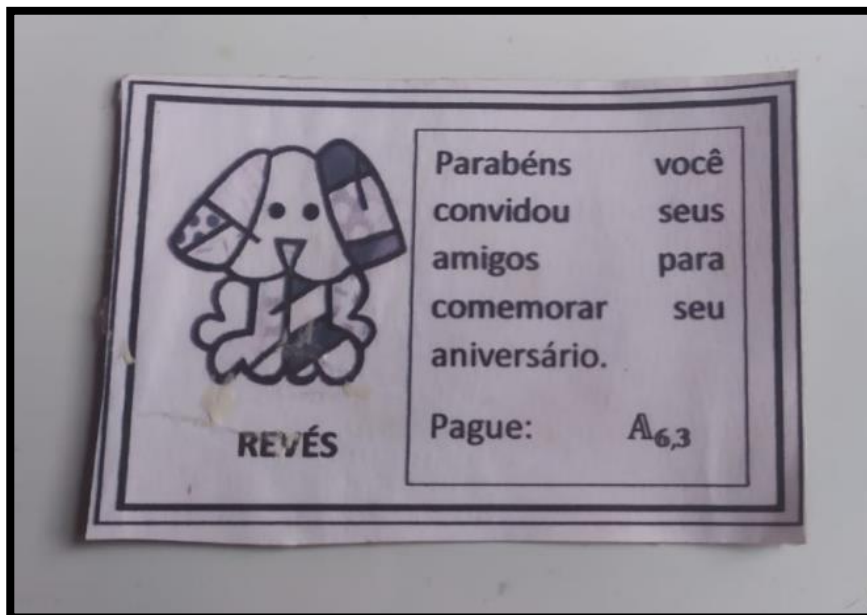 Parabéns você
convidou seus
amigos para
comemorar seu
aniversário.
Pague: 𝔸₆,₃
REVÉS